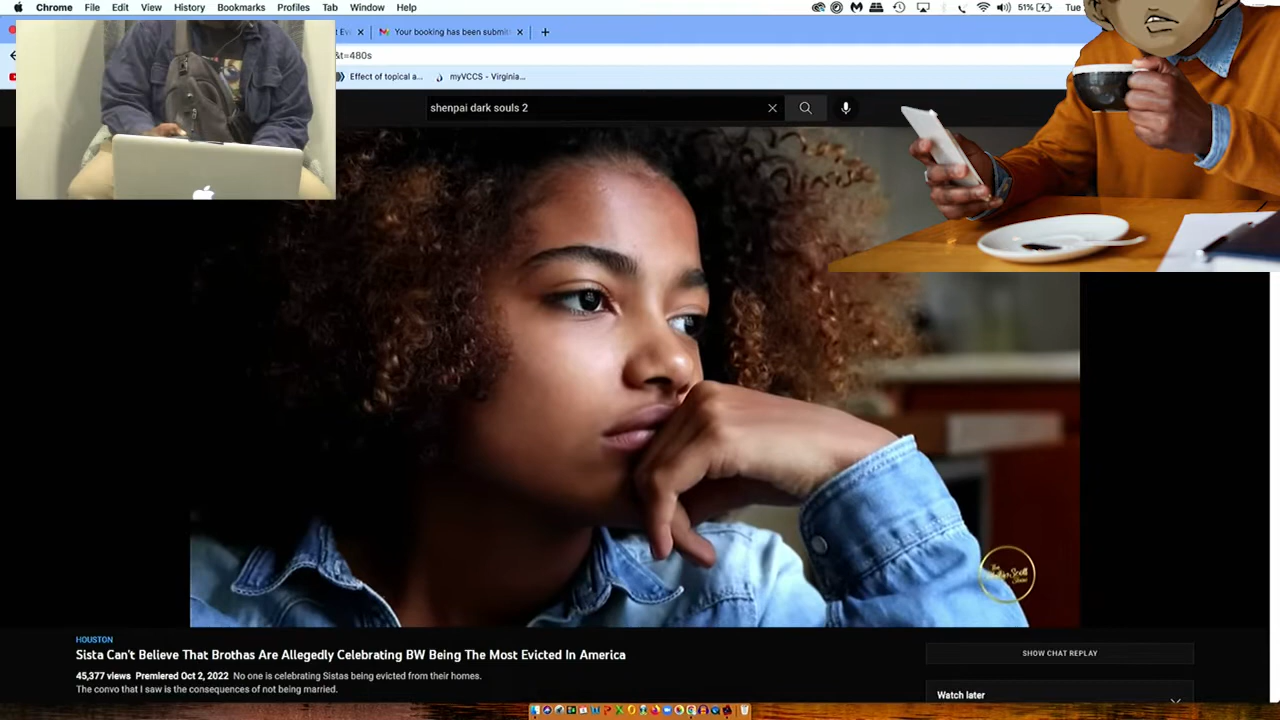 Chrome File Edit View History Bookmarks Profiles Tab Window Help 51% Tue
Your booking has been submit
&t=480s
Effect of topical a... myVCCS - Virginia...
shenpai dark souls 2
HOUSTON
Sista Can't Believe That Brothas Are Allegedly Celebrating BW Being The Most Evicted In America
45,377 views Premiered Oct 2, 2022 No one is celebrating Sistas being evicted from their homes.
The convo that I saw is the consequences of not being married.
SHOW CHAT REPLAY
Watch later